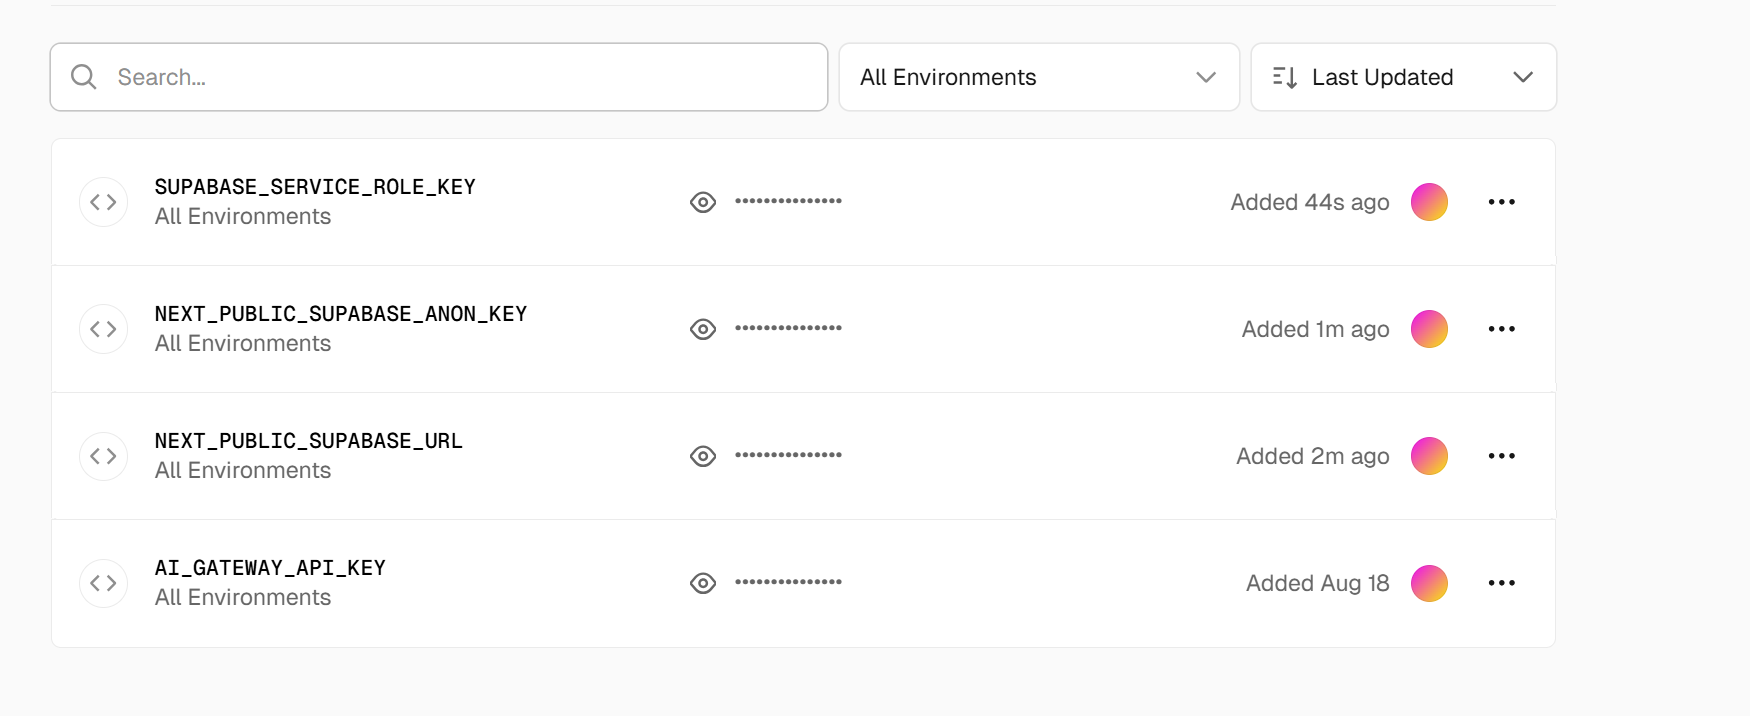 Search...
All Environments
Last Updated
SUPABASE_SERVICE_ROLE_KEY
All Environments
•••••••••••••••
Added 44s ago
NEXT_PUBLIC_SUPABASE_ANON_KEY
All Environments
•••••••••••••••
Added 1m ago
NEXT_PUBLIC_SUPABASE_URL
All Environments
•••••••••••••••
Added 2m ago
AI_GATEWAY_API_KEY
All Environments
•••••••••••••••
Added Aug 18